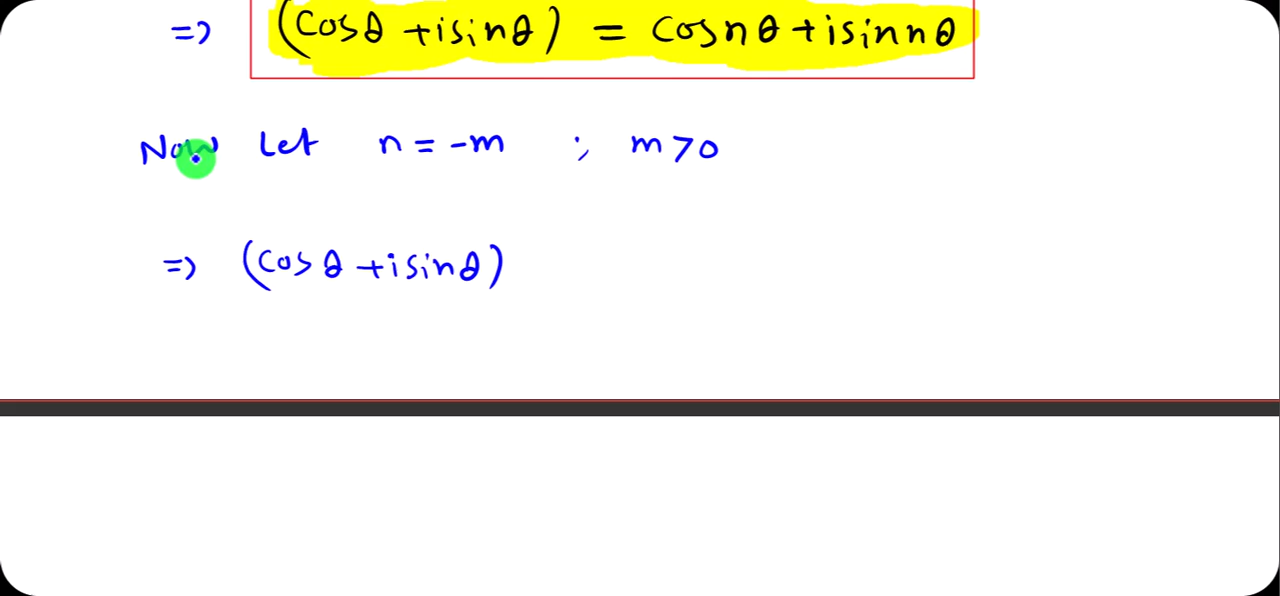 => (Cosθ + isinθ) = Cosnθ + isinnθ
Now Let n = -m ; m > 0
=> (Cosθ + isinθ)